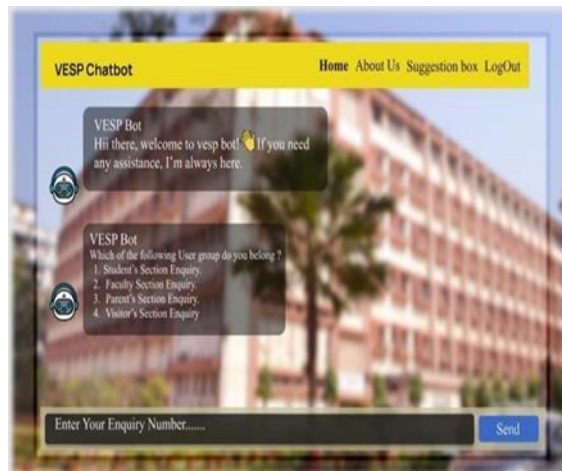 VESP Chatbot
Home About Us Suggestion box LogOut
VESP Bot
Hii there, welcome to vesp bot! 👋 If you need
any assistance, I'm always here.
VESP Bot
Which of the following User group do you belong ?
1. Student's Section Enquiry.
2. Faculty Section Enquiry.
3. Parent's Section Enquiry.
4. Visitor's Section Enquiry
Enter Your Enquiry Number.......
Send